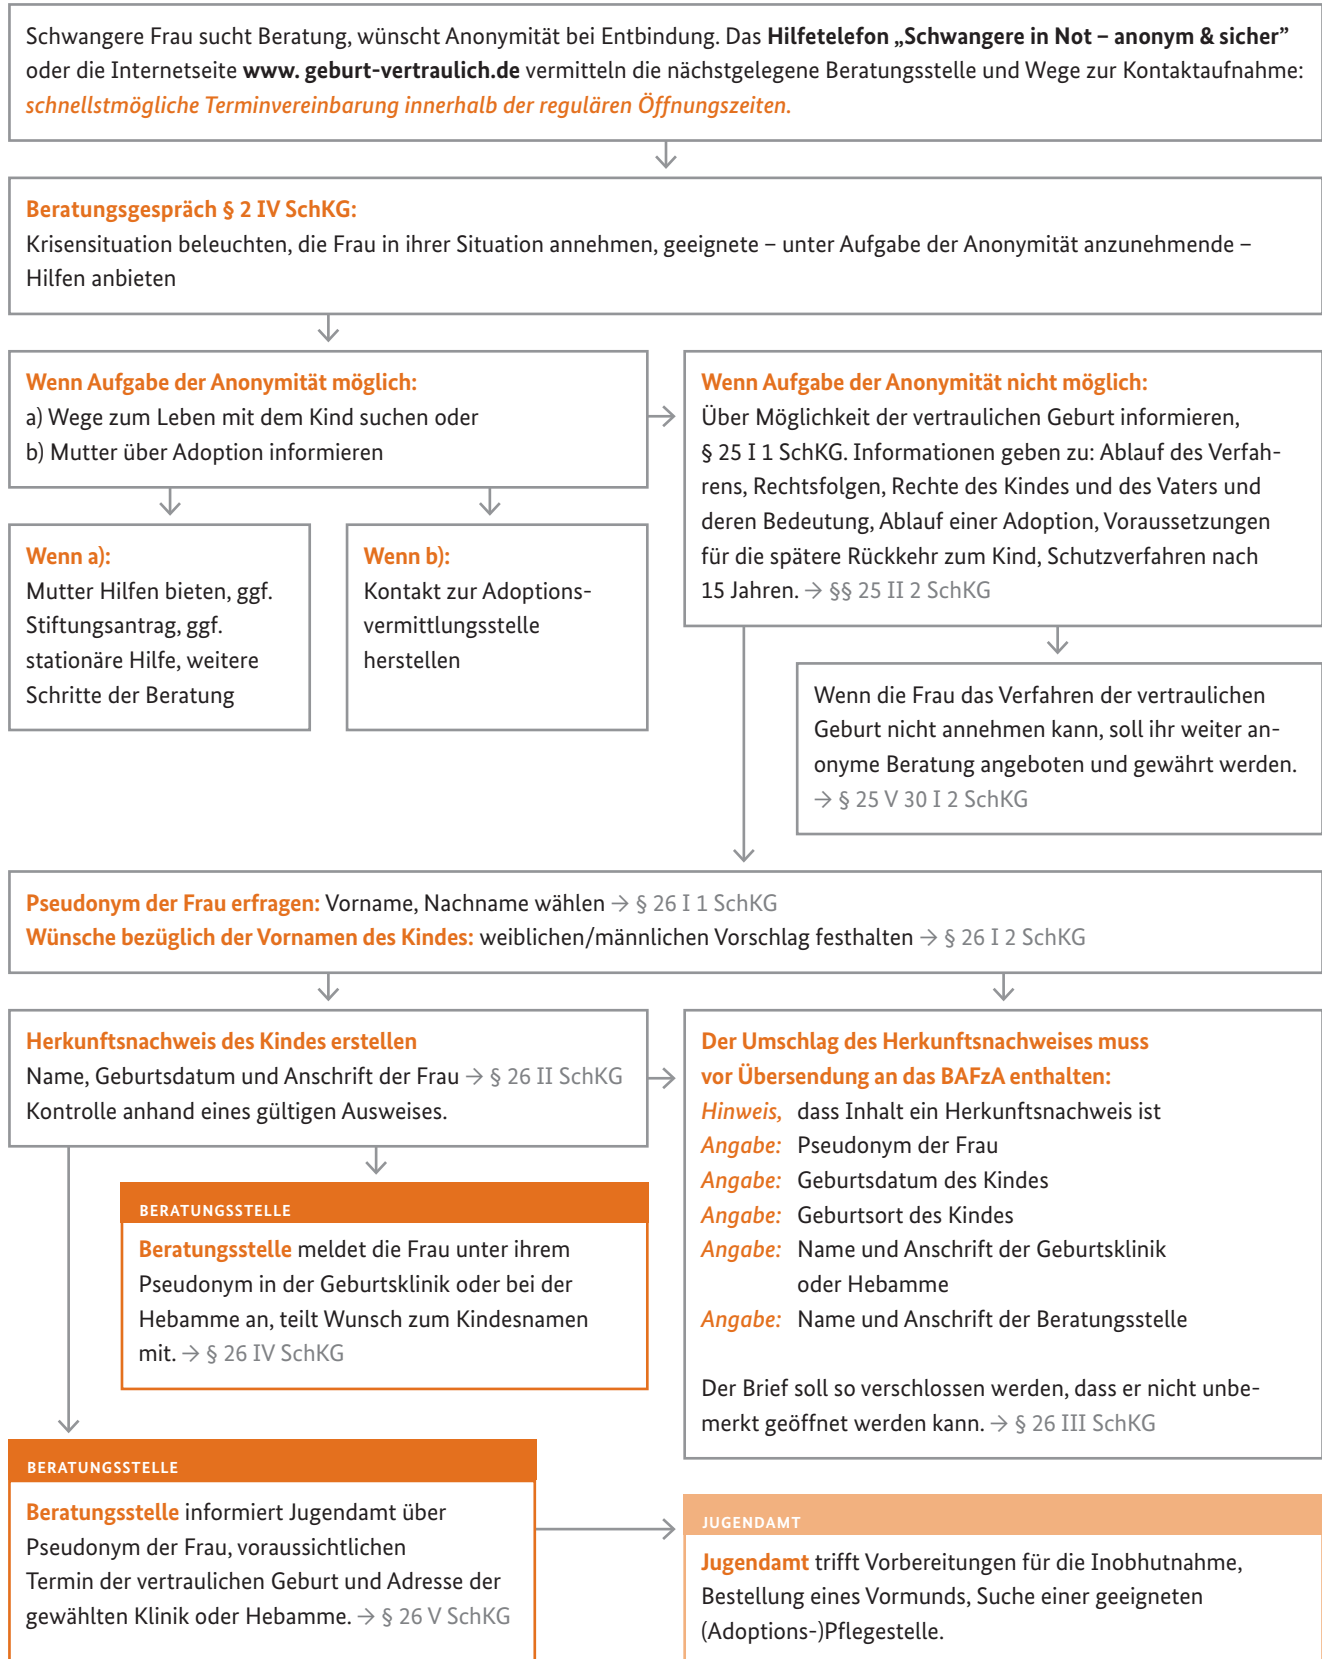 Schwangere Frau sucht Beratung, wünscht Anonymität bei Entbindung. Das Hilfetelefon „Schwangere in Not – anonym & sicher”
oder die Internetseite www. geburt-vertraulich.de vermitteln die nächstgelegene Beratungsstelle und Wege zur Kontaktaufnahme:
schnellstmögliche Terminvereinbarung innerhalb der regulären Öffnungszeiten.
Beratungsgespräch § 2 IV SchKG:
Krisensituation beleuchten, die Frau in ihrer Situation annehmen, geeignete – unter Aufgabe der Anonymität anzunehmende –
Hilfen anbieten
Wenn Aufgabe der Anonymität möglich:
a) Wege zum Leben mit dem Kind suchen oder
b) Mutter über Adoption informieren
Wenn Aufgabe der Anonymität nicht möglich:
Über Möglichkeit der vertraulichen Geburt informieren,
§ 25 I 1 SchKG. Informationen geben zu: Ablauf des Verfah-
rens, Rechtsfolgen, Rechte des Kindes und des Vaters und
deren Bedeutung, Ablauf einer Adoption, Voraussetzungen
für die spätere Rückkehr zum Kind, Schutzverfahren nach
15 Jahren. → §§ 25 II 2 SchKG
Wenn a):
Mutter Hilfen bieten, ggf.
Stiftungsantrag, ggf.
stationäre Hilfe, weitere
Schritte der Beratung
Wenn b):
Kontakt zur Adoptions-
vermittlungsstelle
herstellen
Wenn die Frau das Verfahren der vertraulichen
Geburt nicht annehmen kann, soll ihr weiter an-
onyme Beratung angeboten und gewährt werden.
→ § 25 V 30 I 2 SchKG
Pseudonym der Frau erfragen: Vorname, Nachname wählen → § 26 I 1 SchKG
Wünsche bezüglich der Vornamen des Kindes: weiblichen/männlichen Vorschlag festhalten → § 26 I 2 SchKG
Herkunftsnachweis des Kindes erstellen
Name, Geburtsdatum und Anschrift der Frau → § 26 II SchKG
Kontrolle anhand eines gültigen Ausweises.
Der Umschlag des Herkunftsnachweises muss
vor Übersendung an das BAFzA enthalten:
Hinweis, dass Inhalt ein Herkunftsnachweis ist
Angabe: Pseudonym der Frau
Angabe: Geburtsdatum des Kindes
Angabe: Geburtsort des Kindes
Angabe: Name und Anschrift der Geburtsklinik
oder Hebamme
Angabe: Name und Anschrift der Beratungsstelle
Der Brief soll so verschlossen werden, dass er nicht unbe-
merkt geöffnet werden kann. → § 26 III SchKG
BERATUNGSSTELLE
Beratungsstelle meldet die Frau unter ihrem
Pseudonym in der Geburtsklinik oder bei der
Hebamme an, teilt Wunsch zum Kindesnamen
mit. → § 26 IV SchKG
BERATUNGSSTELLE
Beratungsstelle informiert Jugendamt über
Pseudonym der Frau, voraussichtlichen
Termin der vertraulichen Geburt und Adresse der
gewählten Klinik oder Hebamme. → § 26 V SchKG
JUGENDAMT
Jugendamt trifft Vorbereitungen für die Inobhutnahme,
Bestellung eines Vormunds, Suche einer geeigneten
(Adoptions-)Pflegestelle.